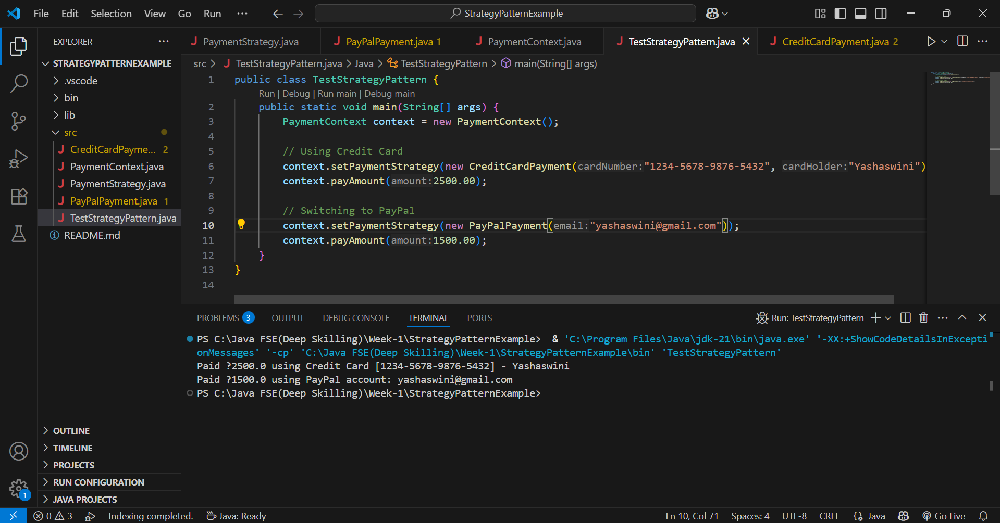 File Edit Selection View Go Run ··· StrategyPatternExample
EXPLORER ···
STRATEGYPATTERNEXAMPLE
.vscode
bin
lib
src
CreditCardPayme... 2
PaymentContext.java
PaymentStrategy.java
PayPalPayment.java 1
TestStrategyPattern.java
README.md
OUTLINE
TIMELINE
PROJECTS
RUN CONFIGURATION
JAVA PROJECTS
1
PaymentStrategy.java PayPalPayment.java 1 PaymentContext.java TestStrategyPattern.java CreditCardPayment.java 2
src > TestStrategyPattern.java > Java > TestStrategyPattern > main(String[] args)
1 public class TestStrategyPattern {
Run | Debug | Run main | Debug main
2 public static void main(String[] args) {
3 PaymentContext context = new PaymentContext();
4
5 // Using Credit Card
6 context.setPaymentStrategy(new CreditCardPayment(cardNumber:"1234-5678-9876-5432", cardHolder:"Yashaswini")
7 context.payAmount(amount:2500.00);
8
9 // Switching to PayPal
10 context.setPaymentStrategy(new PayPalPayment(email:"yashaswini@gmail.com"));
11 context.payAmount(amount:1500.00);
12 }
13 }
14
PROBLEMS 3 OUTPUT DEBUG CONSOLE TERMINAL PORTS Run: TestStrategyPattern
PS C:\Java FSE(Deep Skilling)\Week-1\StrategyPatternExample> & 'C:\Program Files\Java\jdk-21\bin\java.exe' '-XX:+ShowCodeDetailsInExcepti
onMessages' '-cp' 'C:\Java FSE(Deep Skilling)\Week-1\StrategyPatternExample\bin' 'TestStrategyPattern'
Paid ?2500.0 using Credit Card [1234-5678-9876-5432] - Yashaswini
Paid ?1500.0 using PayPal account: yashaswini@gmail.com
PS C:\Java FSE(Deep Skilling)\Week-1\StrategyPatternExample>
0 3 Indexing completed. Java: Ready Ln 10, Col 71 Spaces: 4 UTF-8 CRLF Java Go Live